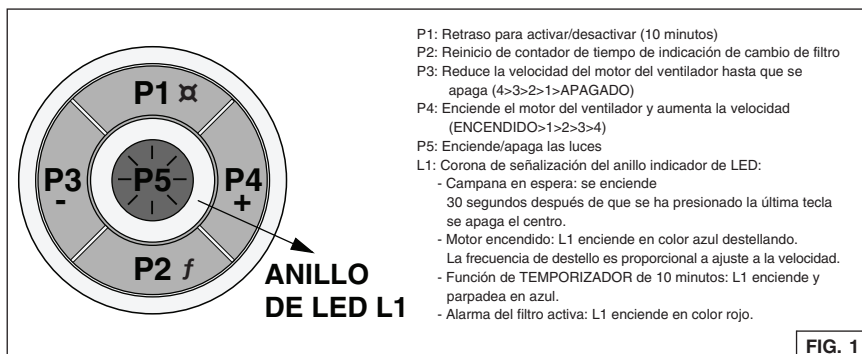 P1 ¤
P3
-
P5
P4
+
P2 ƒ
ANILLO
DE LED L1
P1: Retraso para activar/desactivar (10 minutos)
P2: Reinicio de contador de tiempo de indicación de cambio de filtro
P3: Reduce la velocidad del motor del ventilador hasta que se
apaga (4>3>2>1>APAGADO)
P4: Enciende el motor del ventilador y aumenta la velocidad
(ENCENDIDO>1>2>3>4)
P5: Enciende/apaga las luces
L1: Corona de señalización del anillo indicador de LED:
- Campana en espera: se enciende
30 segundos después de que se ha presionado la última tecla
se apaga el centro.
- Motor encendido: L1 enciende en color azul destellando.
La frecuencia de destello es proporcional a ajuste a la velocidad.
- Función de TEMPORIZADOR de 10 minutos: L1 enciende y
parpadea en azul.
- Alarma del filtro activa: L1 enciende en color rojo.
FIG. 1